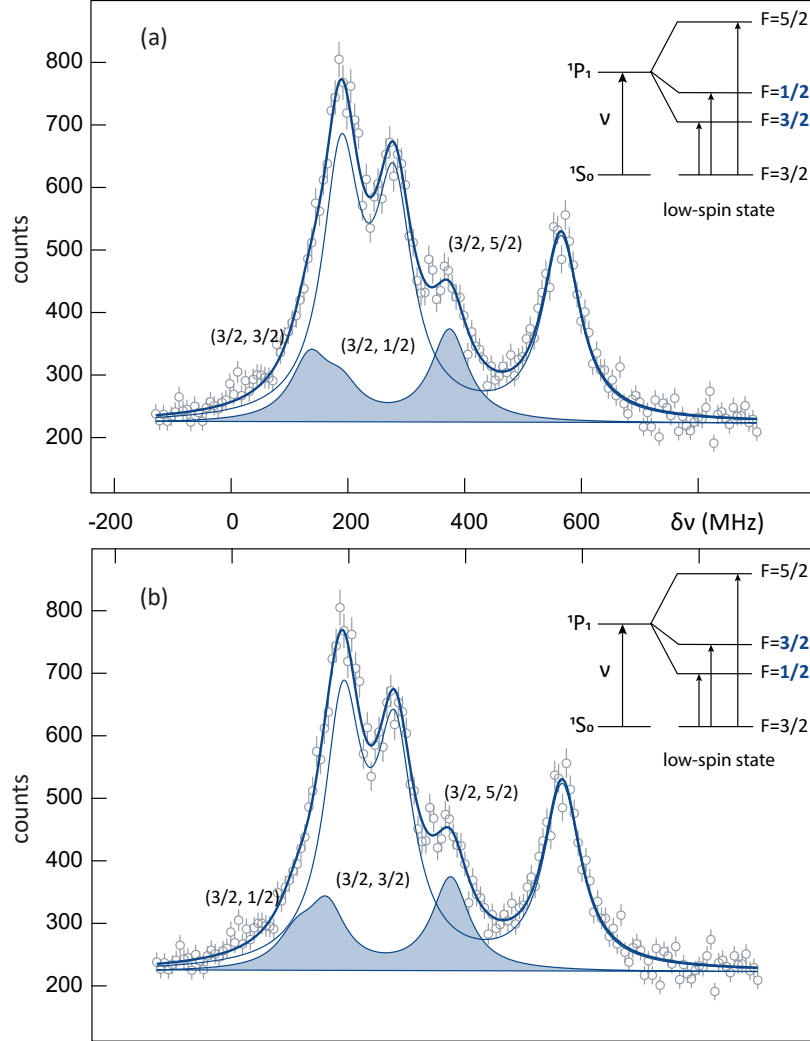 (a)
800
700
600
500
400
300
200
counts
(3/2, 3/2)
(3/2, 1/2)
(3/2, 5/2)
¹P₁
ν
¹S₀
F=5/2
F=1/2
F=3/2
F=3/2
low-spin state
-200 0 200 400 600 δν (MHz)
(b)
800
700
600
500
400
300
200
counts
(3/2, 1/2)
(3/2, 3/2)
(3/2, 5/2)
¹P₁
ν
¹S₀
F=5/2
F=3/2
F=1/2
F=3/2
low-spin state